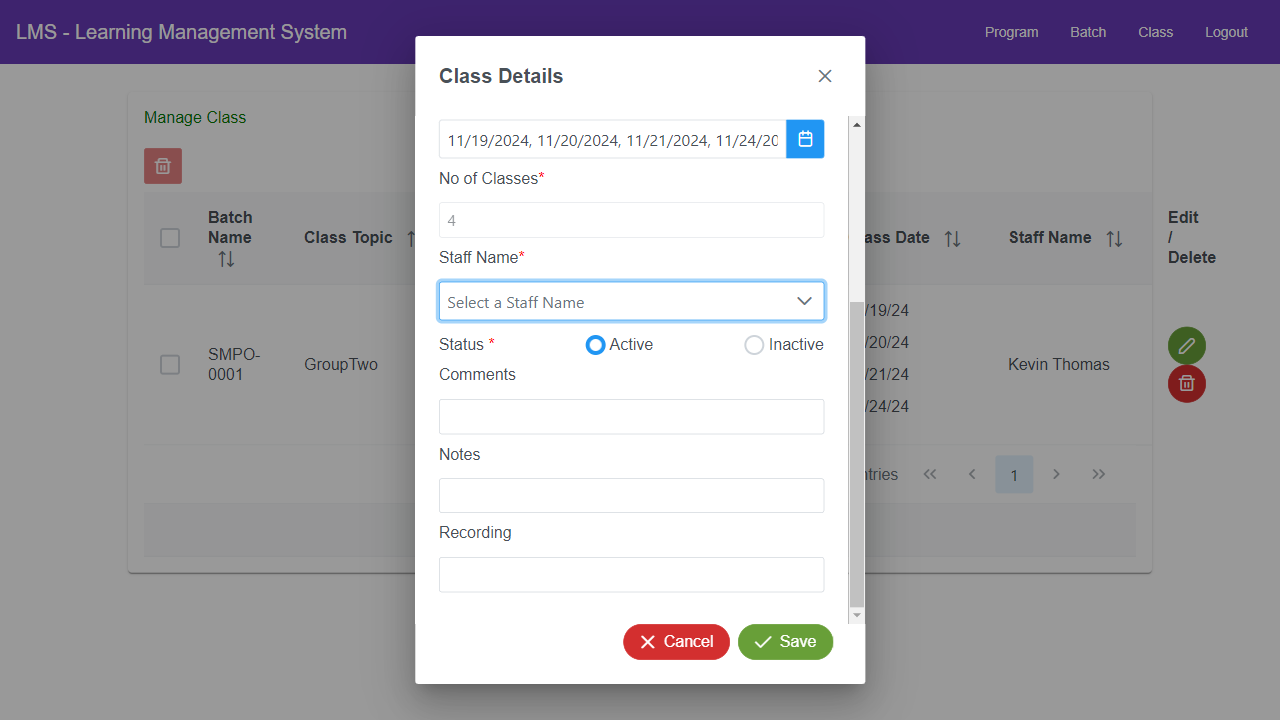 LMS - Learning Management System
Program
Batch
Class
Logout
Class Details
Manage Class
11/19/2024, 11/20/2024, 11/21/2024, 11/24/20
No of Classes*
4
Staff Name*
Select a Staff Name
Status *
Active
Inactive
Comments
Notes
Recording
Cancel
Save
Batch
Name
Class Topic
ass Date
Staff Name
Edit
/
Delete
SMPO-
0001
GroupTwo
/19/24
/20/24
/21/24
/24/24
Kevin Thomas
ntries
1